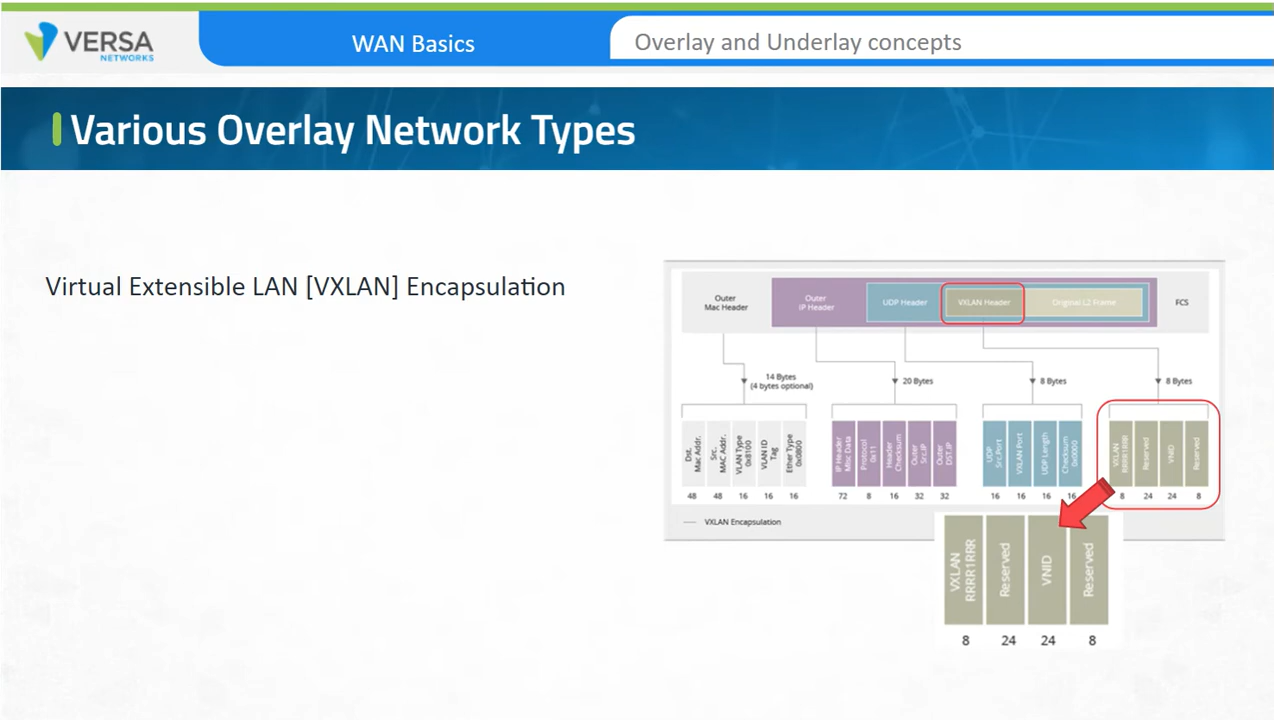 VERSA
NETWORKS
WAN Basics
Overlay and Underlay concepts
Various Overlay Network Types
Virtual Extensible LAN [VXLAN] Encapsulation
Outer
Mac Header
Outer
IP Header
UDP Header
VXLAN Header
Original L2 Frame
FCS
14 Bytes
(4 bytes optional)
20 Bytes
8 Bytes
8 Bytes
Dst.
Mac Addr.
Src.
MAC Addr.
VLAN Type
0x8100
VLAN ID
Tag
Ether Type
0x0800
IP Header
Misc Data
Protocol
0x11
Header
Checksum
Outer
Src.IP
Outer
DST.IP
UDP
Src.Port
VXLAN Port
UDP Length
Checksum
0x0000
VXLAN
RRRR1RRR
Reserved
VNID
Reserved
48 48 16 16 16
72 8 16 32 32
16 16 16 16
8 24 24 8
VXLAN Encapsulation
VXLAN
RRRR1RRR
Reserved
VNID
Reserved
8 24 24 8